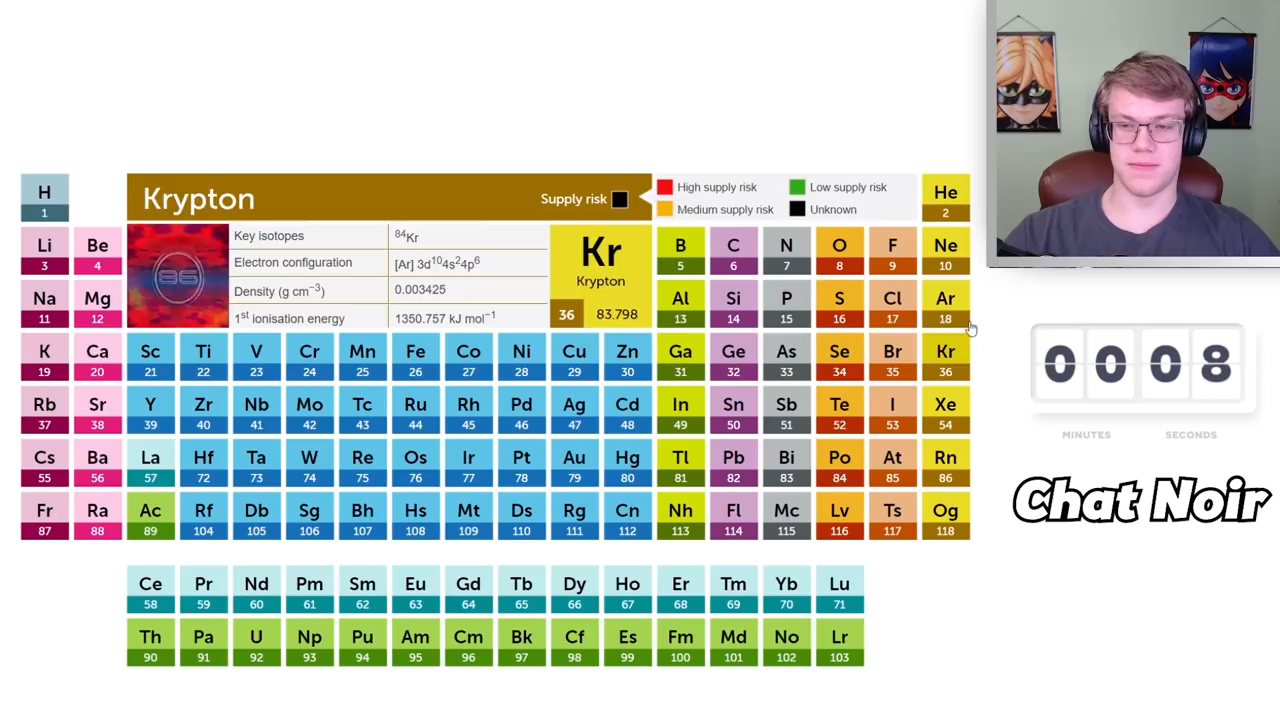 H
1
Krypton
Supply risk
High supply risk
Low supply risk
Medium supply risk
Unknown
He
2
Key isotopes
⁸⁴Kr
Electron configuration
[Ar] 3d¹⁰4s²4p⁶
Density (g cm⁻³)
0.003425
1ˢᵗ ionisation energy
1350.757 kJ mol⁻¹
86
Kr
Krypton
36 83.798
Li Be B C N O F Ne
3 4 5 6 7 8 9 10
Na Mg Al Si P S Cl Ar
11 12 13 14 15 16 17 18
K Ca Sc Ti V Cr Mn Fe Co Ni Cu Zn Ga Ge As Se Br Kr
19 20 21 22 23 24 25 26 27 28 29 30 31 32 33 34 35 36
Rb Sr Y Zr Nb Mo Tc Ru Rh Pd Ag Cd In Sn Sb Te I Xe
37 38 39 40 41 42 43 44 45 46 47 48 49 50 51 52 53 54
Cs Ba La Hf Ta W Re Os Ir Pt Au Hg Tl Pb Bi Po At Rn
55 56 57 72 73 74 75 76 77 78 79 80 81 82 83 84 85 86
Fr Ra Ac Rf Db Sg Bh Hs Mt Ds Rg Cn Nh Fl Mc Lv Ts Og
87 88 89 104 105 106 107 108 109 110 111 112 113 114 115 116 117 118
Ce Pr Nd Pm Sm Eu Gd Tb Dy Ho Er Tm Yb Lu
58 59 60 61 62 63 64 65 66 67 68 69 70 71
Th Pa U Np Pu Am Cm Bk Cf Es Fm Md No Lr
90 91 92 93 94 95 96 97 98 99 100 101 102 103
0 0 0 8
MINUTES SECONDS
Chat Noir